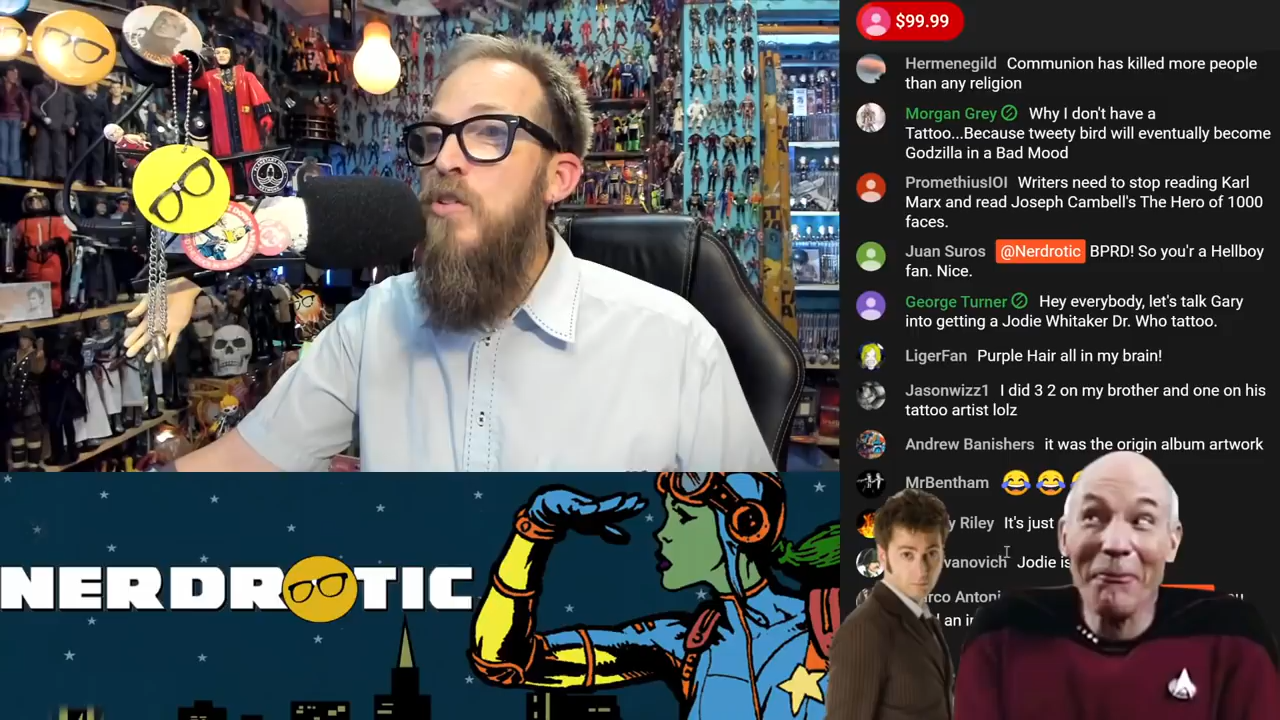 $99.99
Hermenegild Communion has killed more people
than any religion
Morgan Grey Why I don't have a
Tattoo...Because tweety bird will eventually become
Godzilla in a Bad Mood
PromethiusIOI Writers need to stop reading Karl
Marx and read Joseph Cambell's The Hero of 1000
faces.
Juan Suros @Nerdrotic BPRD! So you'r a Hellboy
fan. Nice.
George Turner Hey everybody, let's talk Gary
into getting a Jodie Whitaker Dr. Who tattoo.
LigerFan Purple Hair all in my brain!
Jasonwizz1 I did 3 2 on my brother and one on his
tattoo artist lolz
Andrew Banishers it was the origin album artwork
MrBentham 😂😂
y Riley It's just
vanovich Jodie is
arco Antoni
an
NERDROTIC